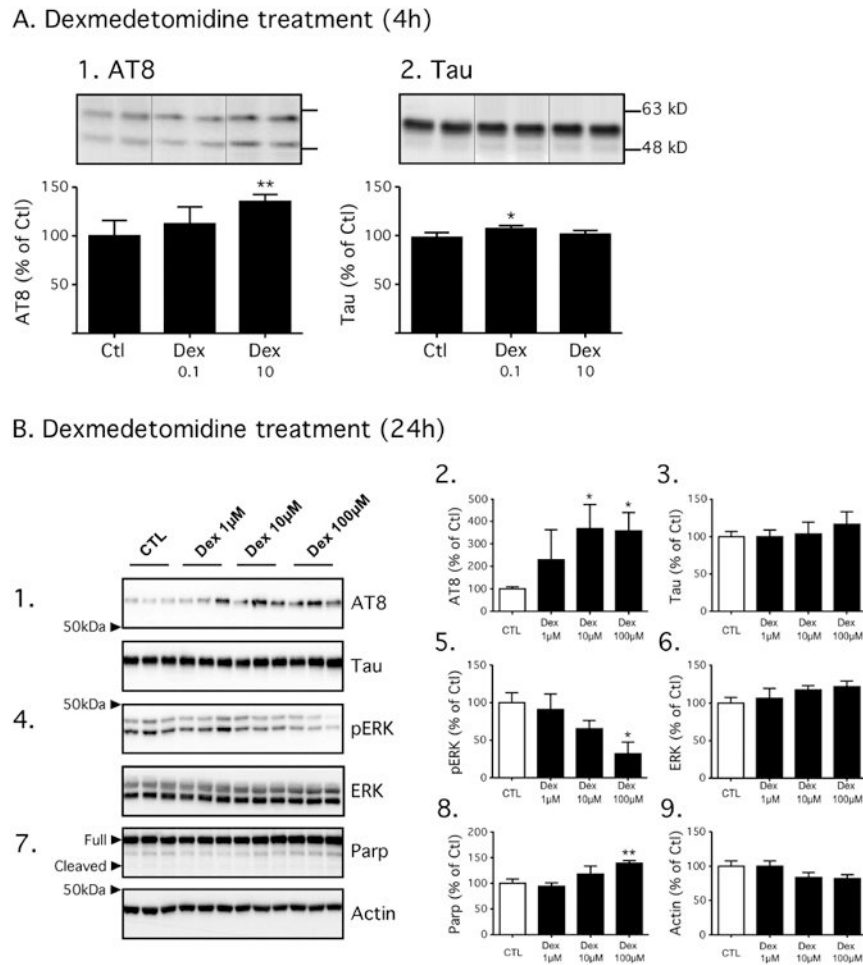 A. Dexmedetomidine treatment (4h)
1. AT8
2. Tau
63 kD
48 kD
AT8 (% of Ctl)
150
100
50
**
Ctl
Dex 0.1
Dex 10
Tau (% of Ctl)
150
100
50
*
Ctl
Dex 0.1
Dex 10
B. Dexmedetomidine treatment (24h)
CTL
Dex 1µM
Dex 10µM
Dex 100µM
1.
AT8
50kDa
Tau
50kDa
4.
pERK
ERK
7.
Full
Parp
Cleaved
50kDa
Actin
2.
AT8 (% of Ctl)
500
400
300
200
100
0
*
*
CTL
Dex 1µM
Dex 10µM
Dex 100µM
3.
Tau (% of Ctl)
150
100
50
0
CTL
Dex 1µM
Dex 10µM
Dex 100µM
5.
pERK (% of Ctl)
150
100
50
0
*
CTL
Dex 1µM
Dex 10µM
Dex 100µM
6.
ERK (% of Ctl)
150
100
50
0
CTL
Dex 1µM
Dex 10µM
Dex 100µM
8.
Parp (% of Ctl)
200
150
100
50
0
**
CTL
Dex 1µM
Dex 10µM
Dex 100µM
9.
Actin (% of Ctl)
150
100
50
0
CTL
Dex 1µM
Dex 10µM
Dex 100µM